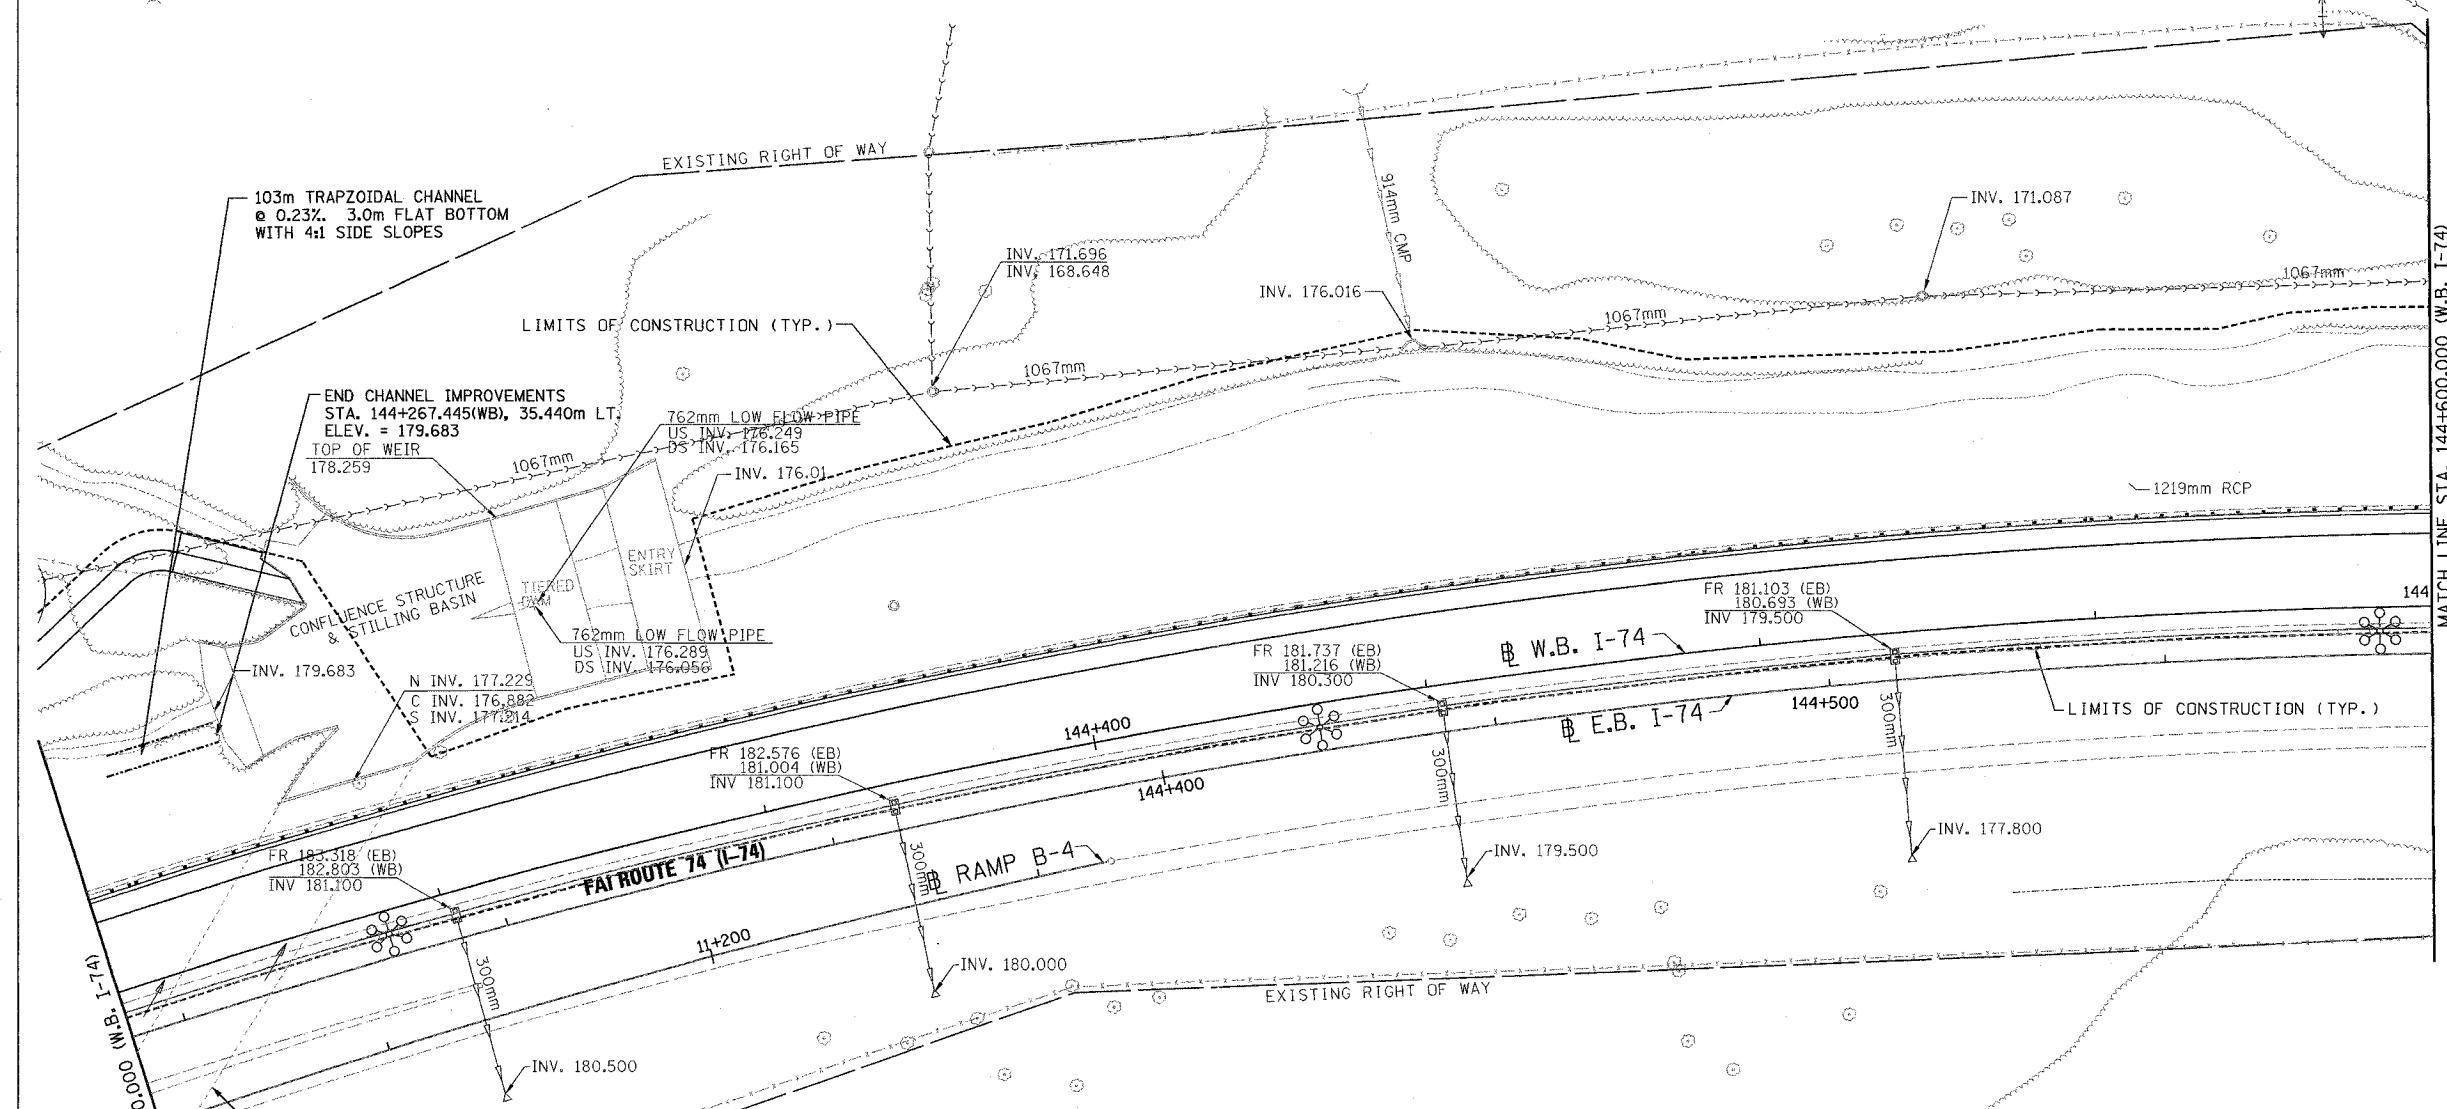 EXISTING RIGHT OF WAY
103m TRAPZOIDAL CHANNEL
@ 0.23%. 3.0m FLAT BOTTOM
WITH 4:1 SIDE SLOPES
914mm CMP
INV. 171.087
INV. 171.696
INV. 168.648
INV. 176.016
1067mm
1067mm
LIMITS OF CONSTRUCTION (TYP.)
1067mm
END CHANNEL IMPROVEMENTS
STA. 144+267.445(WB), 35.440m LT.
ELEV. = 179.683
TOP OF WEIR
178.259
762mm LOW FLOW PIPE
US INV. 176.249
DS INV. 176.165
1067mm
INV. 176.01
1219mm RCP
MATCH LINE STA. 144+600.000 (W.B. I-74)
ENTRY
SKIRT
TIERED
DAM
CONFLUENCE STRUCTURE
& STILLING BASIN
762mm LOW FLOW PIPE
US INV. 176.289
DS INV. 176.056
INV. 179.683
N INV. 177.229
C INV. 176.882
S INV. 177.214
FR 181.103 (EB)
180.693 (WB)
INV 179.500
144
FR 181.737 (EB)
181.216 (WB)
INV 180.300
℄ W.B. I-74
℄ E.B. I-74
144+500
300mm
LIMITS OF CONSTRUCTION (TYP.)
144+400
FR 182.576 (EB)
181.004 (WB)
INV 181.100
300mm
144+400
INV. 177.800
INV. 179.500
FR 183.318 (EB)
182.803 (WB)
INV 181.100
FAI ROUTE 74 (I-74)
300mm
℄ RAMP B-4
11+200
INV. 180.000
300mm
EXISTING RIGHT OF WAY
INV. 180.500
0.000 (W.B. I-74)